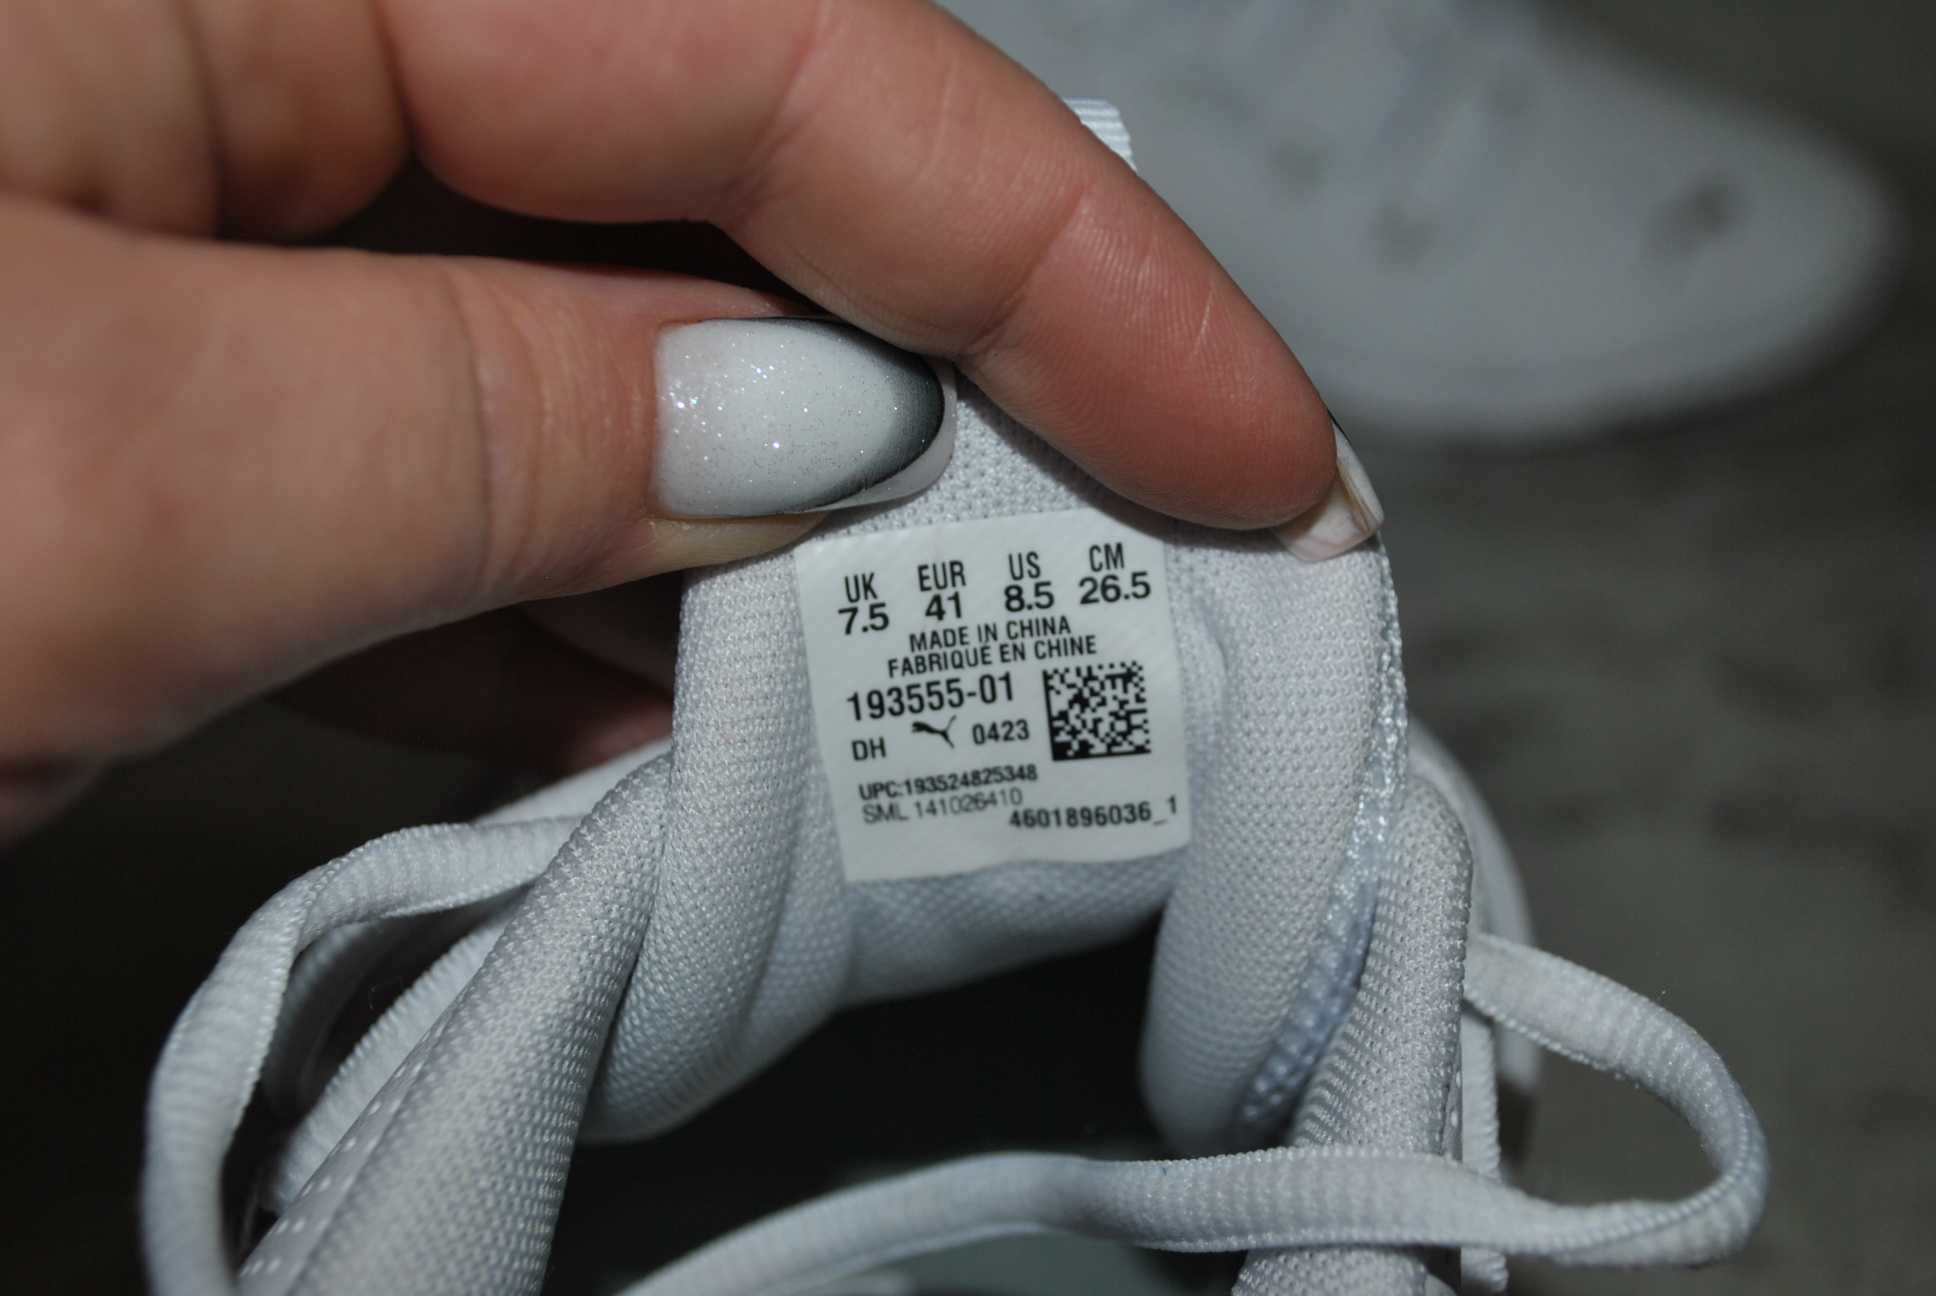 UK EUR US CM
7.5 41 8.5 26.5
MADE IN CHINA
FABRIQUE EN CHINE
193555-01
DH 0423
UPC:193524825348
SML 141026410
4601896036_1